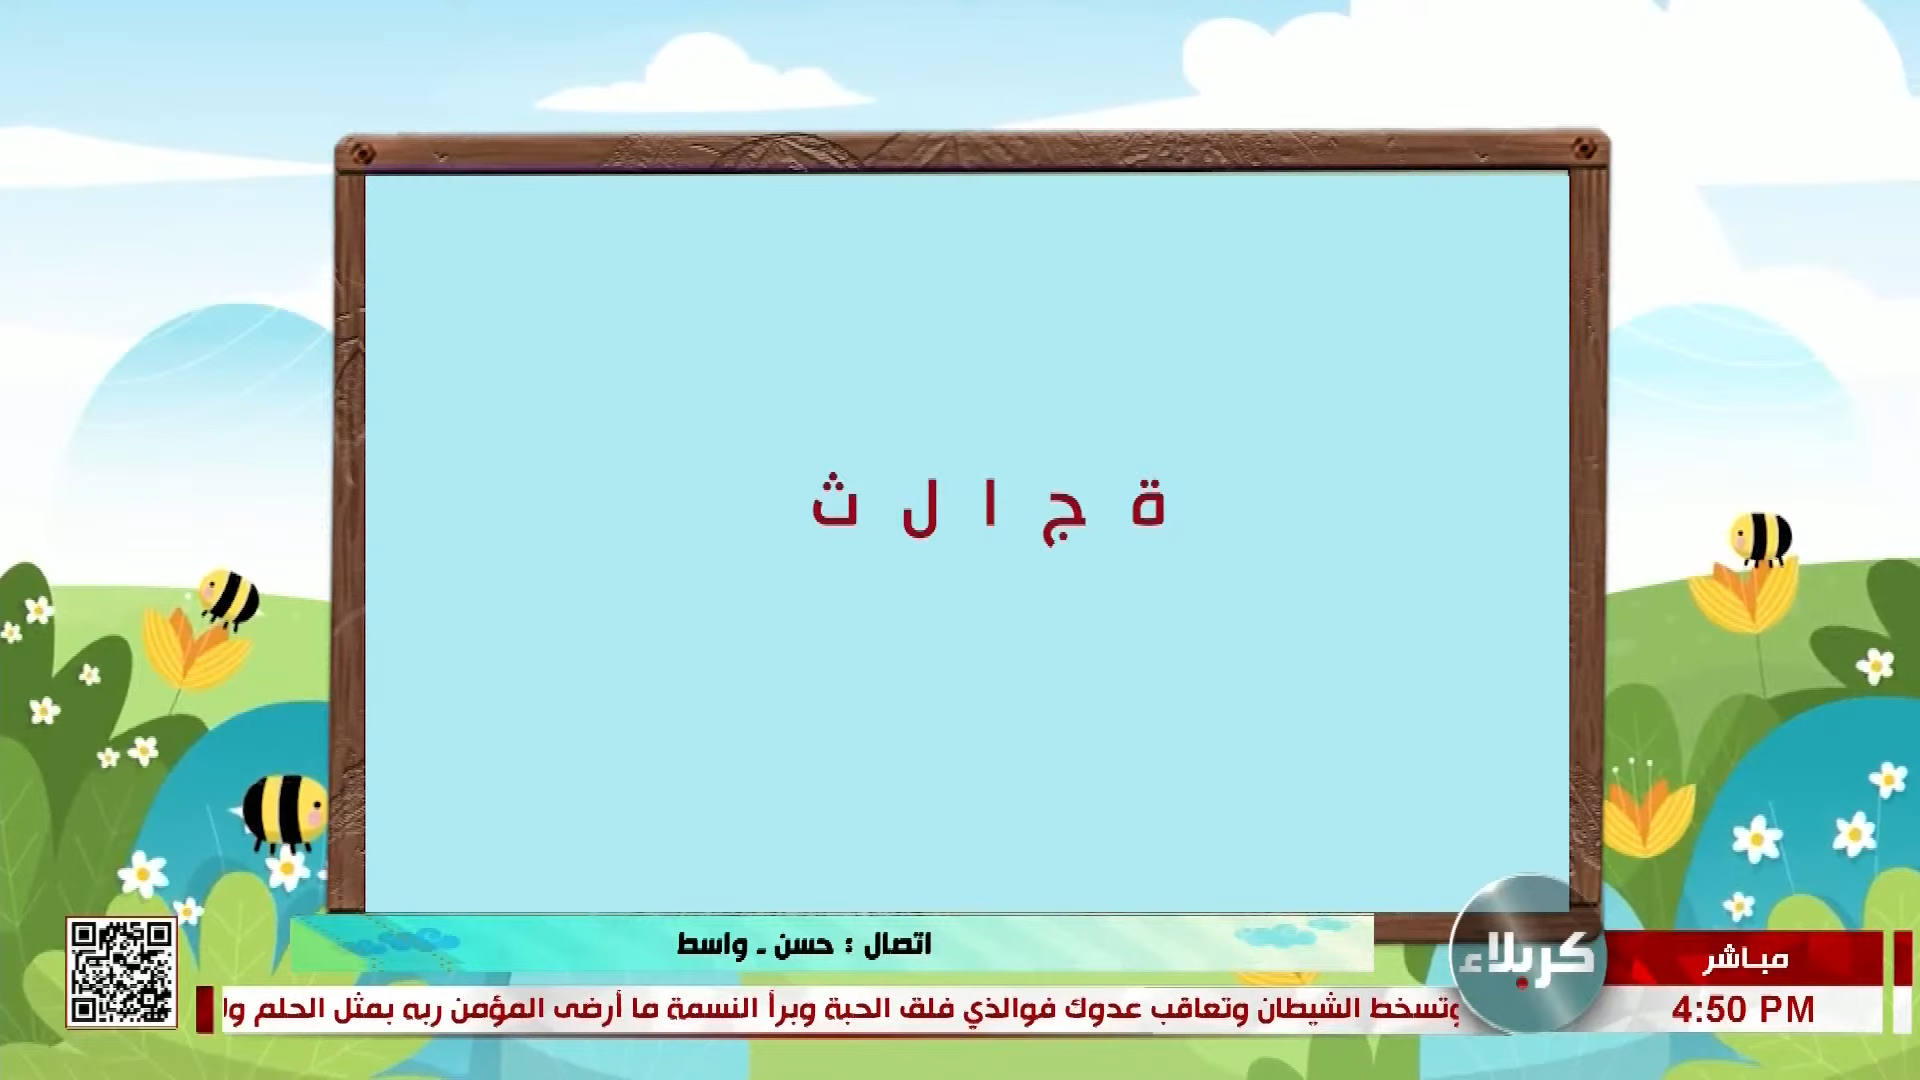 ة ج ا ل ث
اتصال : حسن - واسط
كربلاء
مباشر
وتسخط الشيطان وتعاقب عدوك فوالذي فلق الحبة وبرأ النسمة ما أرضى المؤمن ربه بمثل الحلم ولا
4:50 PM